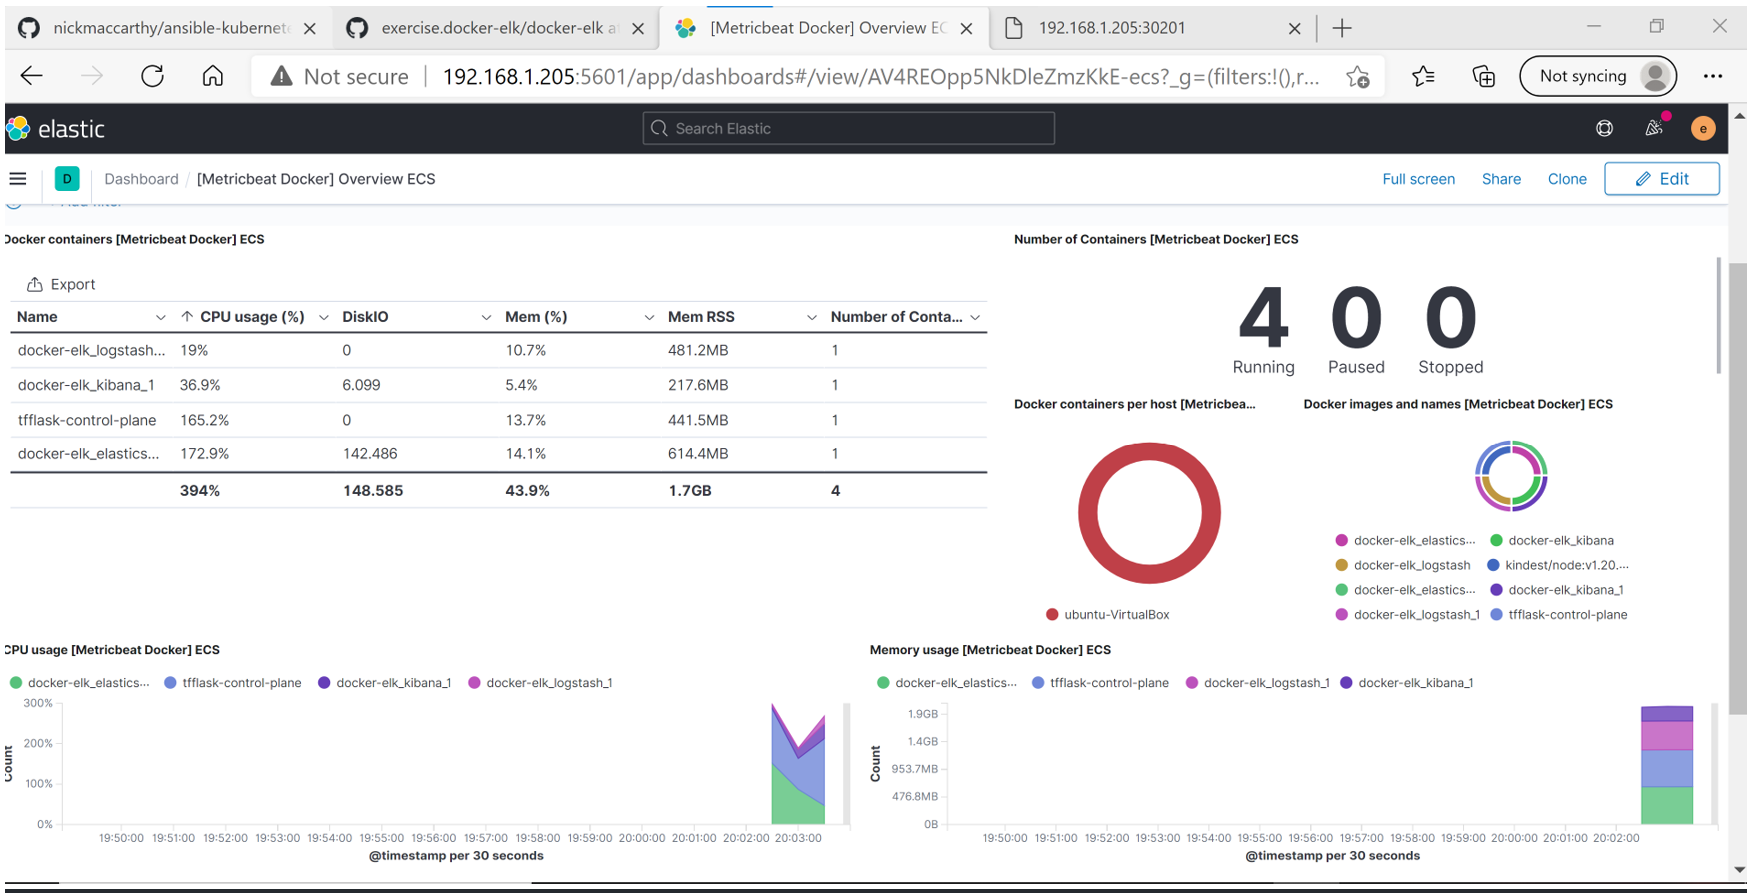 nickmaccarthy/ansible-kubernete
exercise.docker-elk/docker-elk at
[Metricbeat Docker] Overview EC
192.168.1.205:30201
Not secure
192.168.1.205:5601/app/dashboards#/view/AV4REOpp5NkDleZmzKkE-ecs?_g=(filters:!(),r...
Not syncing
elastic
Search Elastic
e
D
Dashboard / [Metricbeat Docker] Overview ECS
Full screen
Share
Clone
Edit
Docker containers [Metricbeat Docker] ECS
Export
Name CPU usage (%) DiskIO Mem (%) Mem RSS Number of Conta...
docker-elk_logstash... 19% 0 10.7% 481.2MB 1
docker-elk_kibana_1 36.9% 6.099 5.4% 217.6MB 1
tfflask-control-plane 165.2% 0 13.7% 441.5MB 1
docker-elk_elastics... 172.9% 142.486 14.1% 614.4MB 1
394% 148.585 43.9% 1.7GB 4
Number of Containers [Metricbeat Docker] ECS
4 0 0
Running Paused Stopped
Docker containers per host [Metricbea...
ubuntu-VirtualBox
Docker images and names [Metricbeat Docker] ECS
docker-elk_elastics... docker-elk_kibana
docker-elk_logstash kindest/node:v1.20....
docker-elk_elastics... docker-elk_kibana_1
docker-elk_logstash_1 tfflask-control-plane
CPU usage [Metricbeat Docker] ECS
docker-elk_elastics... tfflask-control-plane docker-elk_kibana_1 docker-elk_logstash_1
300%
200%
100%
0%
Count
19:50:00 19:51:00 19:52:00 19:53:00 19:54:00 19:55:00 19:56:00 19:57:00 19:58:00 19:59:00 20:00:00 20:01:00 20:02:00 20:03:00
@timestamp per 30 seconds
Memory usage [Metricbeat Docker] ECS
docker-elk_elastics... tfflask-control-plane docker-elk_logstash_1 docker-elk_kibana_1
1.9GB
1.4GB
953.7MB
476.8MB
0B
Count
19:50:00 19:51:00 19:52:00 19:53:00 19:54:00 19:55:00 19:56:00 19:57:00 19:58:00 19:59:00 20:00:00 20:01:00 20:02:00
@timestamp per 30 seconds